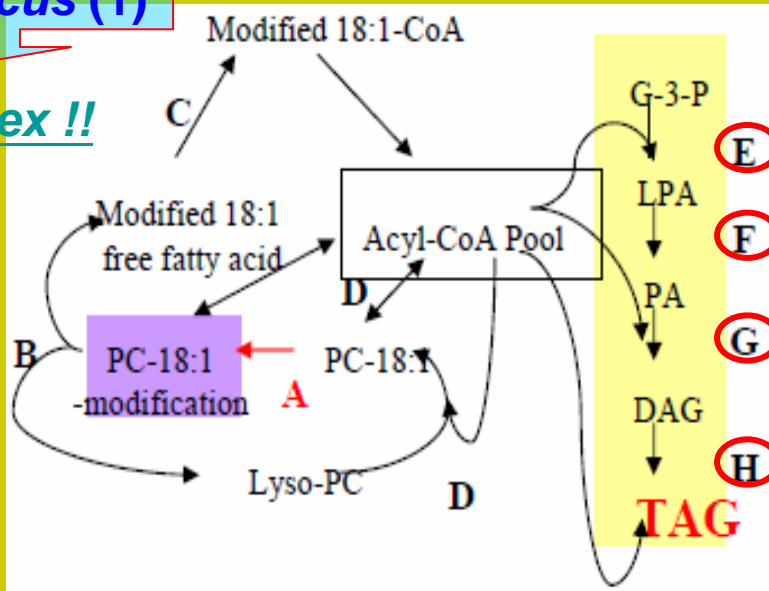 cus (1)
ex !!
Modified 18:1-CoA
C
G-3-P
E
LPA
Modified 18:1
free fatty acid
Acyl-CoA Pool
F
D
PA
B
PC-18:1
-modification
A
PC-18:1
G
DAG
Lyso-PC
D
H
TAG